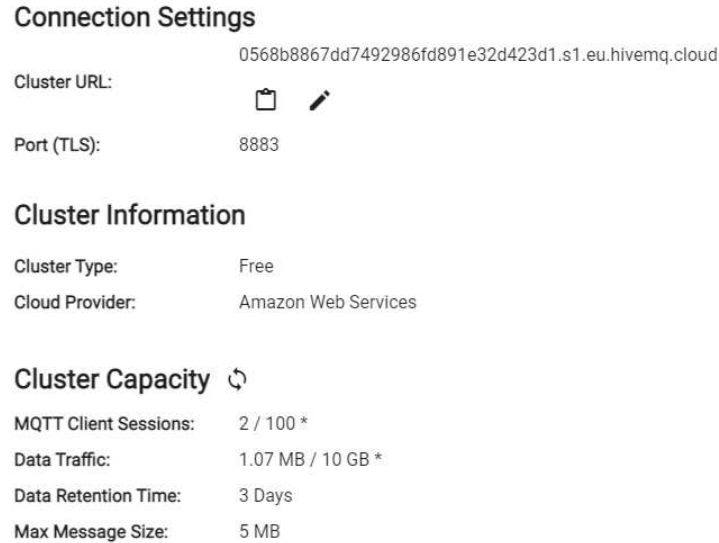 Connection Settings
0568b8867dd7492986fd891e32d423d1.s1.eu.hivemq.cloud
Cluster URL:
Port (TLS): 8883
Cluster Information
Cluster Type: Free
Cloud Provider: Amazon Web Services
Cluster Capacity
MQTT Client Sessions: 2 / 100 *
Data Traffic: 1.07 MB / 10 GB *
Data Retention Time: 3 Days
Max Message Size: 5 MB